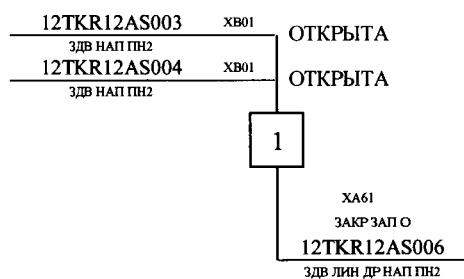 12TKR12AS003 XB01 ОТКРЫТА
ЗДВ НАП ПН2
12TKR12AS004 XB01 ОТКРЫТА
ЗДВ НАП ПН2
1
XA61
ЗАКР ЗАП О
12TKR12AS006
ЗДВ ЛИН ДР НАП ПН2